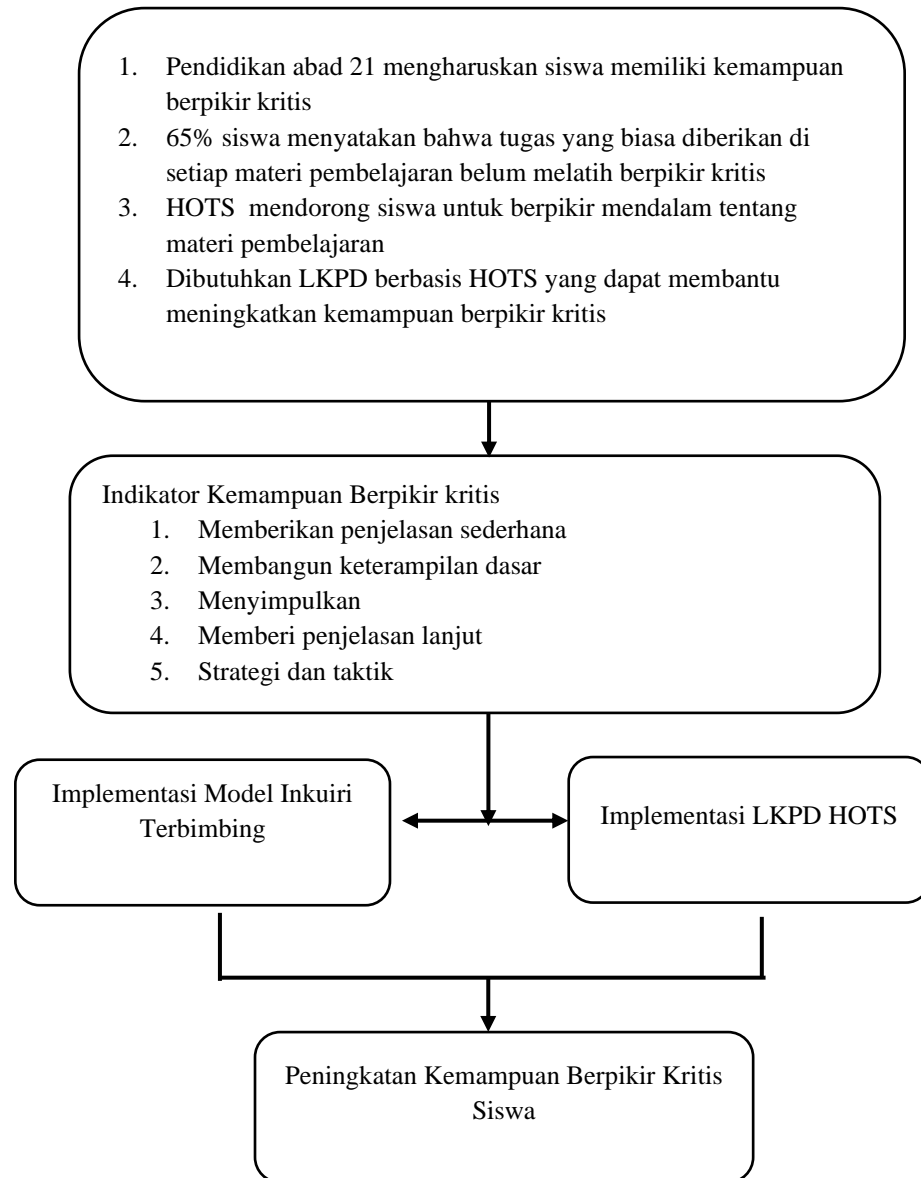 1. Pendidikan abad 21 mengharuskan siswa memiliki kemampuan
berpikir kritis
2. 65% siswa menyatakan bahwa tugas yang biasa diberikan di
setiap materi pembelajaran belum melatih berpikir kritis
3. HOTS mendorong siswa untuk berpikir mendalam tentang
materi pembelajaran
4. Dibutuhkan LKPD berbasis HOTS yang dapat membantu
meningkatkan kemampuan berpikir kritis
Indikator Kemampuan Berpikir kritis
1. Memberikan penjelasan sederhana
2. Membangun keterampilan dasar
3. Menyimpulkan
4. Memberi penjelasan lanjut
5. Strategi dan taktik
Implementasi Model Inkuiri
Terbimbing
Implementasi LKPD HOTS
Peningkatan Kemampuan Berpikir Kritis
Siswa